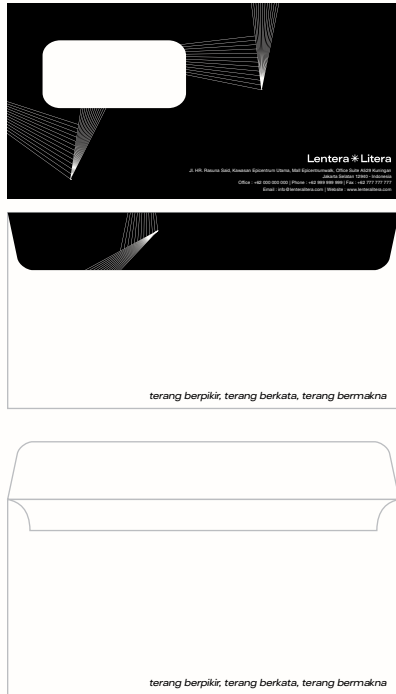 Lentera✳Litera
Jl. HR. Rasuna Said, Kawasan Epicentrum Utama, Mall Epicentrumwalk, Office Suite A529 Kuningan
Jakarta Selatan 12940 - Indonesia
Office : +62 000 000 000 | Phone : +62 999 999 999 | Fax : +62 777 777 777
Email : info@lenteralitera.com | Website : www.lenteralitera.com
terang berpikir, terang berkata, terang bermakna
terang berpikir, terang berkata, terang bermakna